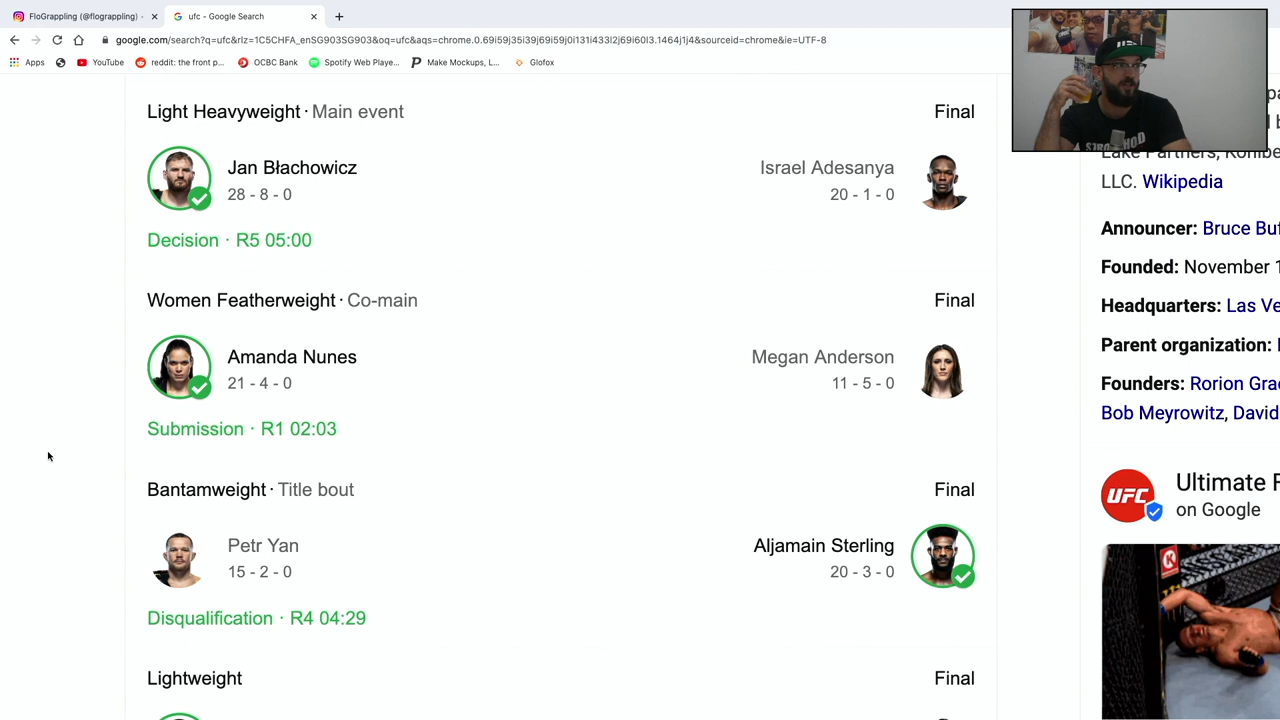 FloGrappling (@flograppling) •
ufc - Google Search
google.com/search?q=ufc&rlz=1C5CHFA_enSG903SG903&oq=ufc&aqs=chrome.0.69i59j35i39j69i59j0i131i433l2j69i60l3.1464j1j4&sourceid=chrome&ie=UTF-8
Apps
YouTube
reddit: the front p...
OCBC Bank
Spotify Web Playe...
Make Mockups, L...
Glofox
Light Heavyweight · Main event
Final
Jan Błachowicz
28 - 8 - 0
Israel Adesanya
20 - 1 - 0
Decision · R5 05:00
Women Featherweight · Co-main
Final
Amanda Nunes
21 - 4 - 0
Megan Anderson
11 - 5 - 0
Submission · R1 02:03
Bantamweight · Title bout
Final
Petr Yan
15 - 2 - 0
Aljamain Sterling
20 - 3 - 0
Disqualification · R4 04:29
Lightweight
Final
LLC. Wikipedia
Announcer: Bruce Buf
Founded: November 1
Headquarters: Las Ve
Parent organization:
Founders: Rorion Grac
Bob Meyrowitz, David
UFC
Ultimate F
on Google